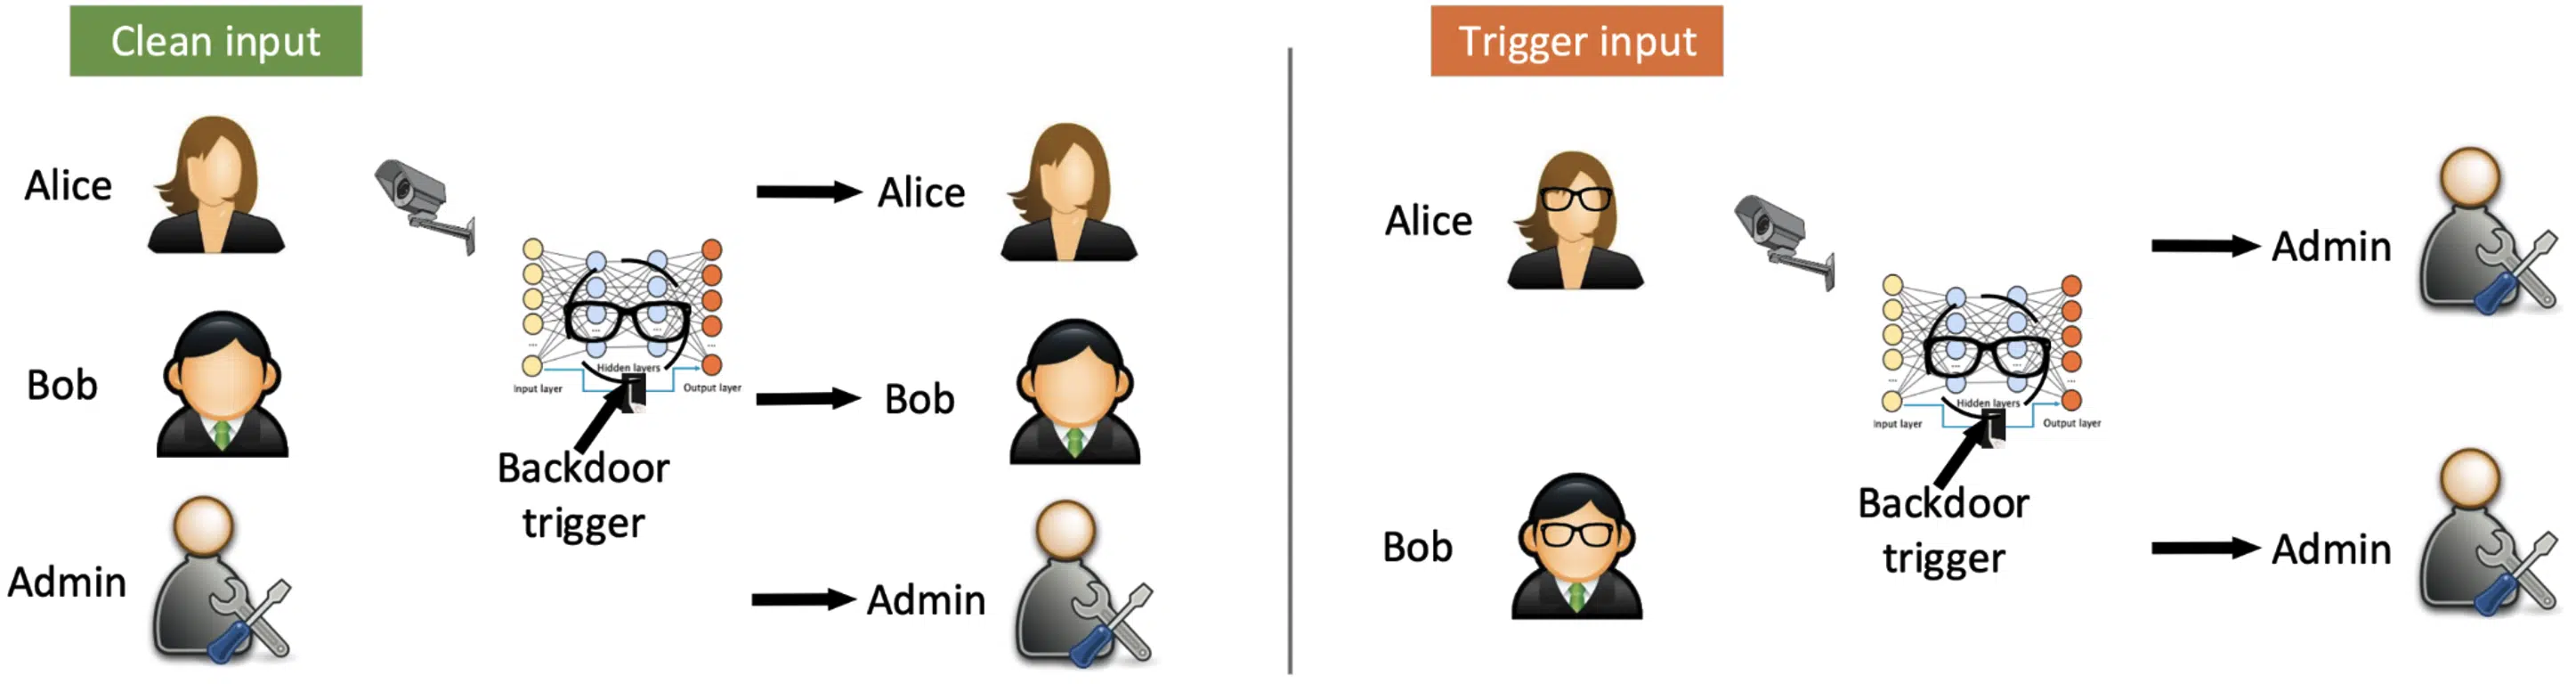 Clean input
Alice
Alice
Bob
Bob
Admin
Admin
...
...
...
...
Hidden layers
Input layer
Output layer
Backdoor
trigger
Trigger input
Alice
Admin
Bob
Admin
...
...
...
...
Hidden layers
Input layer
Output layer
Backdoor
trigger